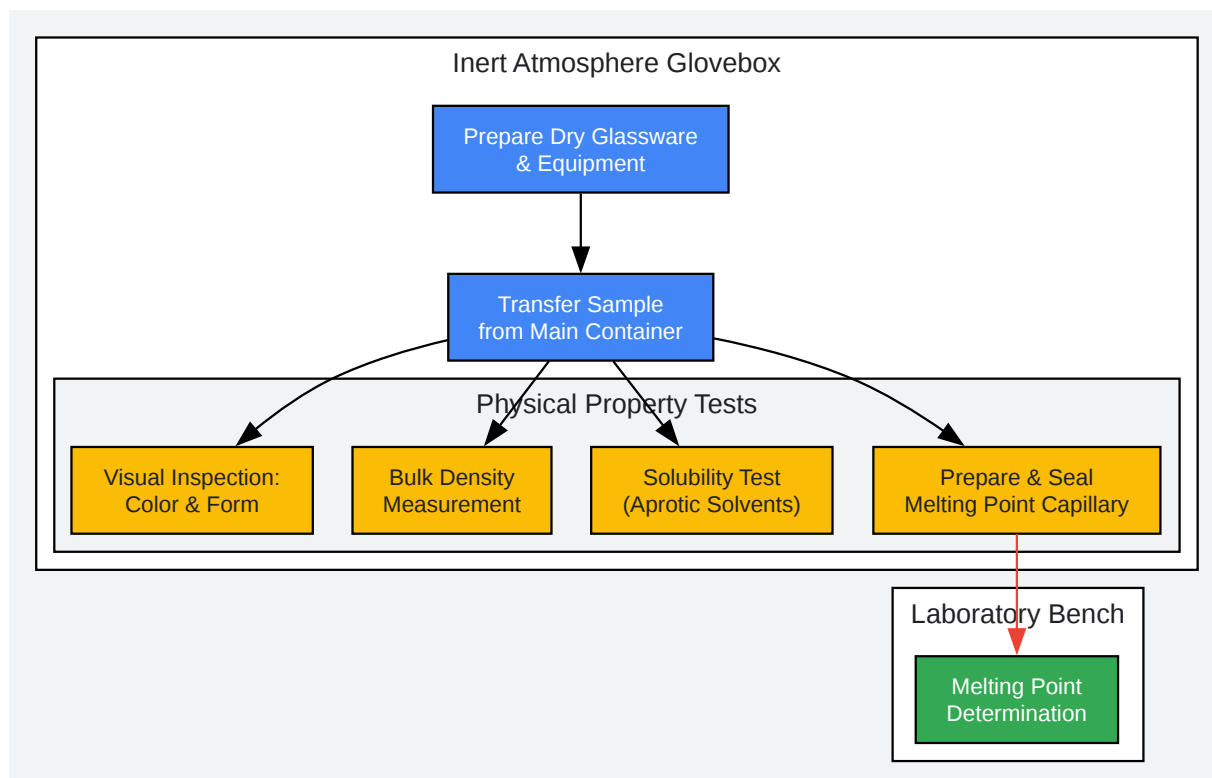 Inert Atmosphere Glovebox
Prepare Dry Glassware
& Equipment
Transfer Sample
from Main Container
Physical Property Tests
Visual Inspection:
Color & Form
Bulk Density
Measurement
Solubility Test
(Aprotic Solvents)
Prepare & Seal
Melting Point Capillary
Laboratory Bench
Melting Point
Determination